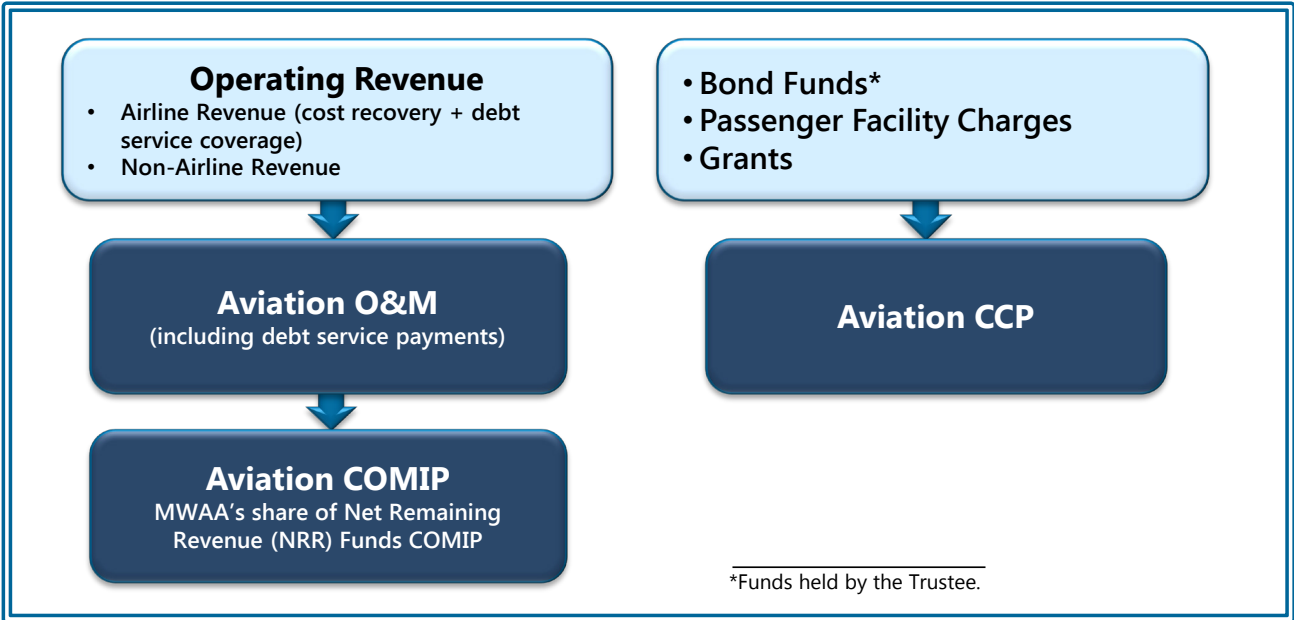 Operating Revenue
• Airline Revenue (cost recovery + debt
service coverage)
• Non-Airline Revenue
Aviation O&M
(including debt service payments)
Aviation COMIP
MWAA's share of Net Remaining
Revenue (NRR) Funds COMIP
• Bond Funds*
• Passenger Facility Charges
• Grants
Aviation CCP
*Funds held by the Trustee.